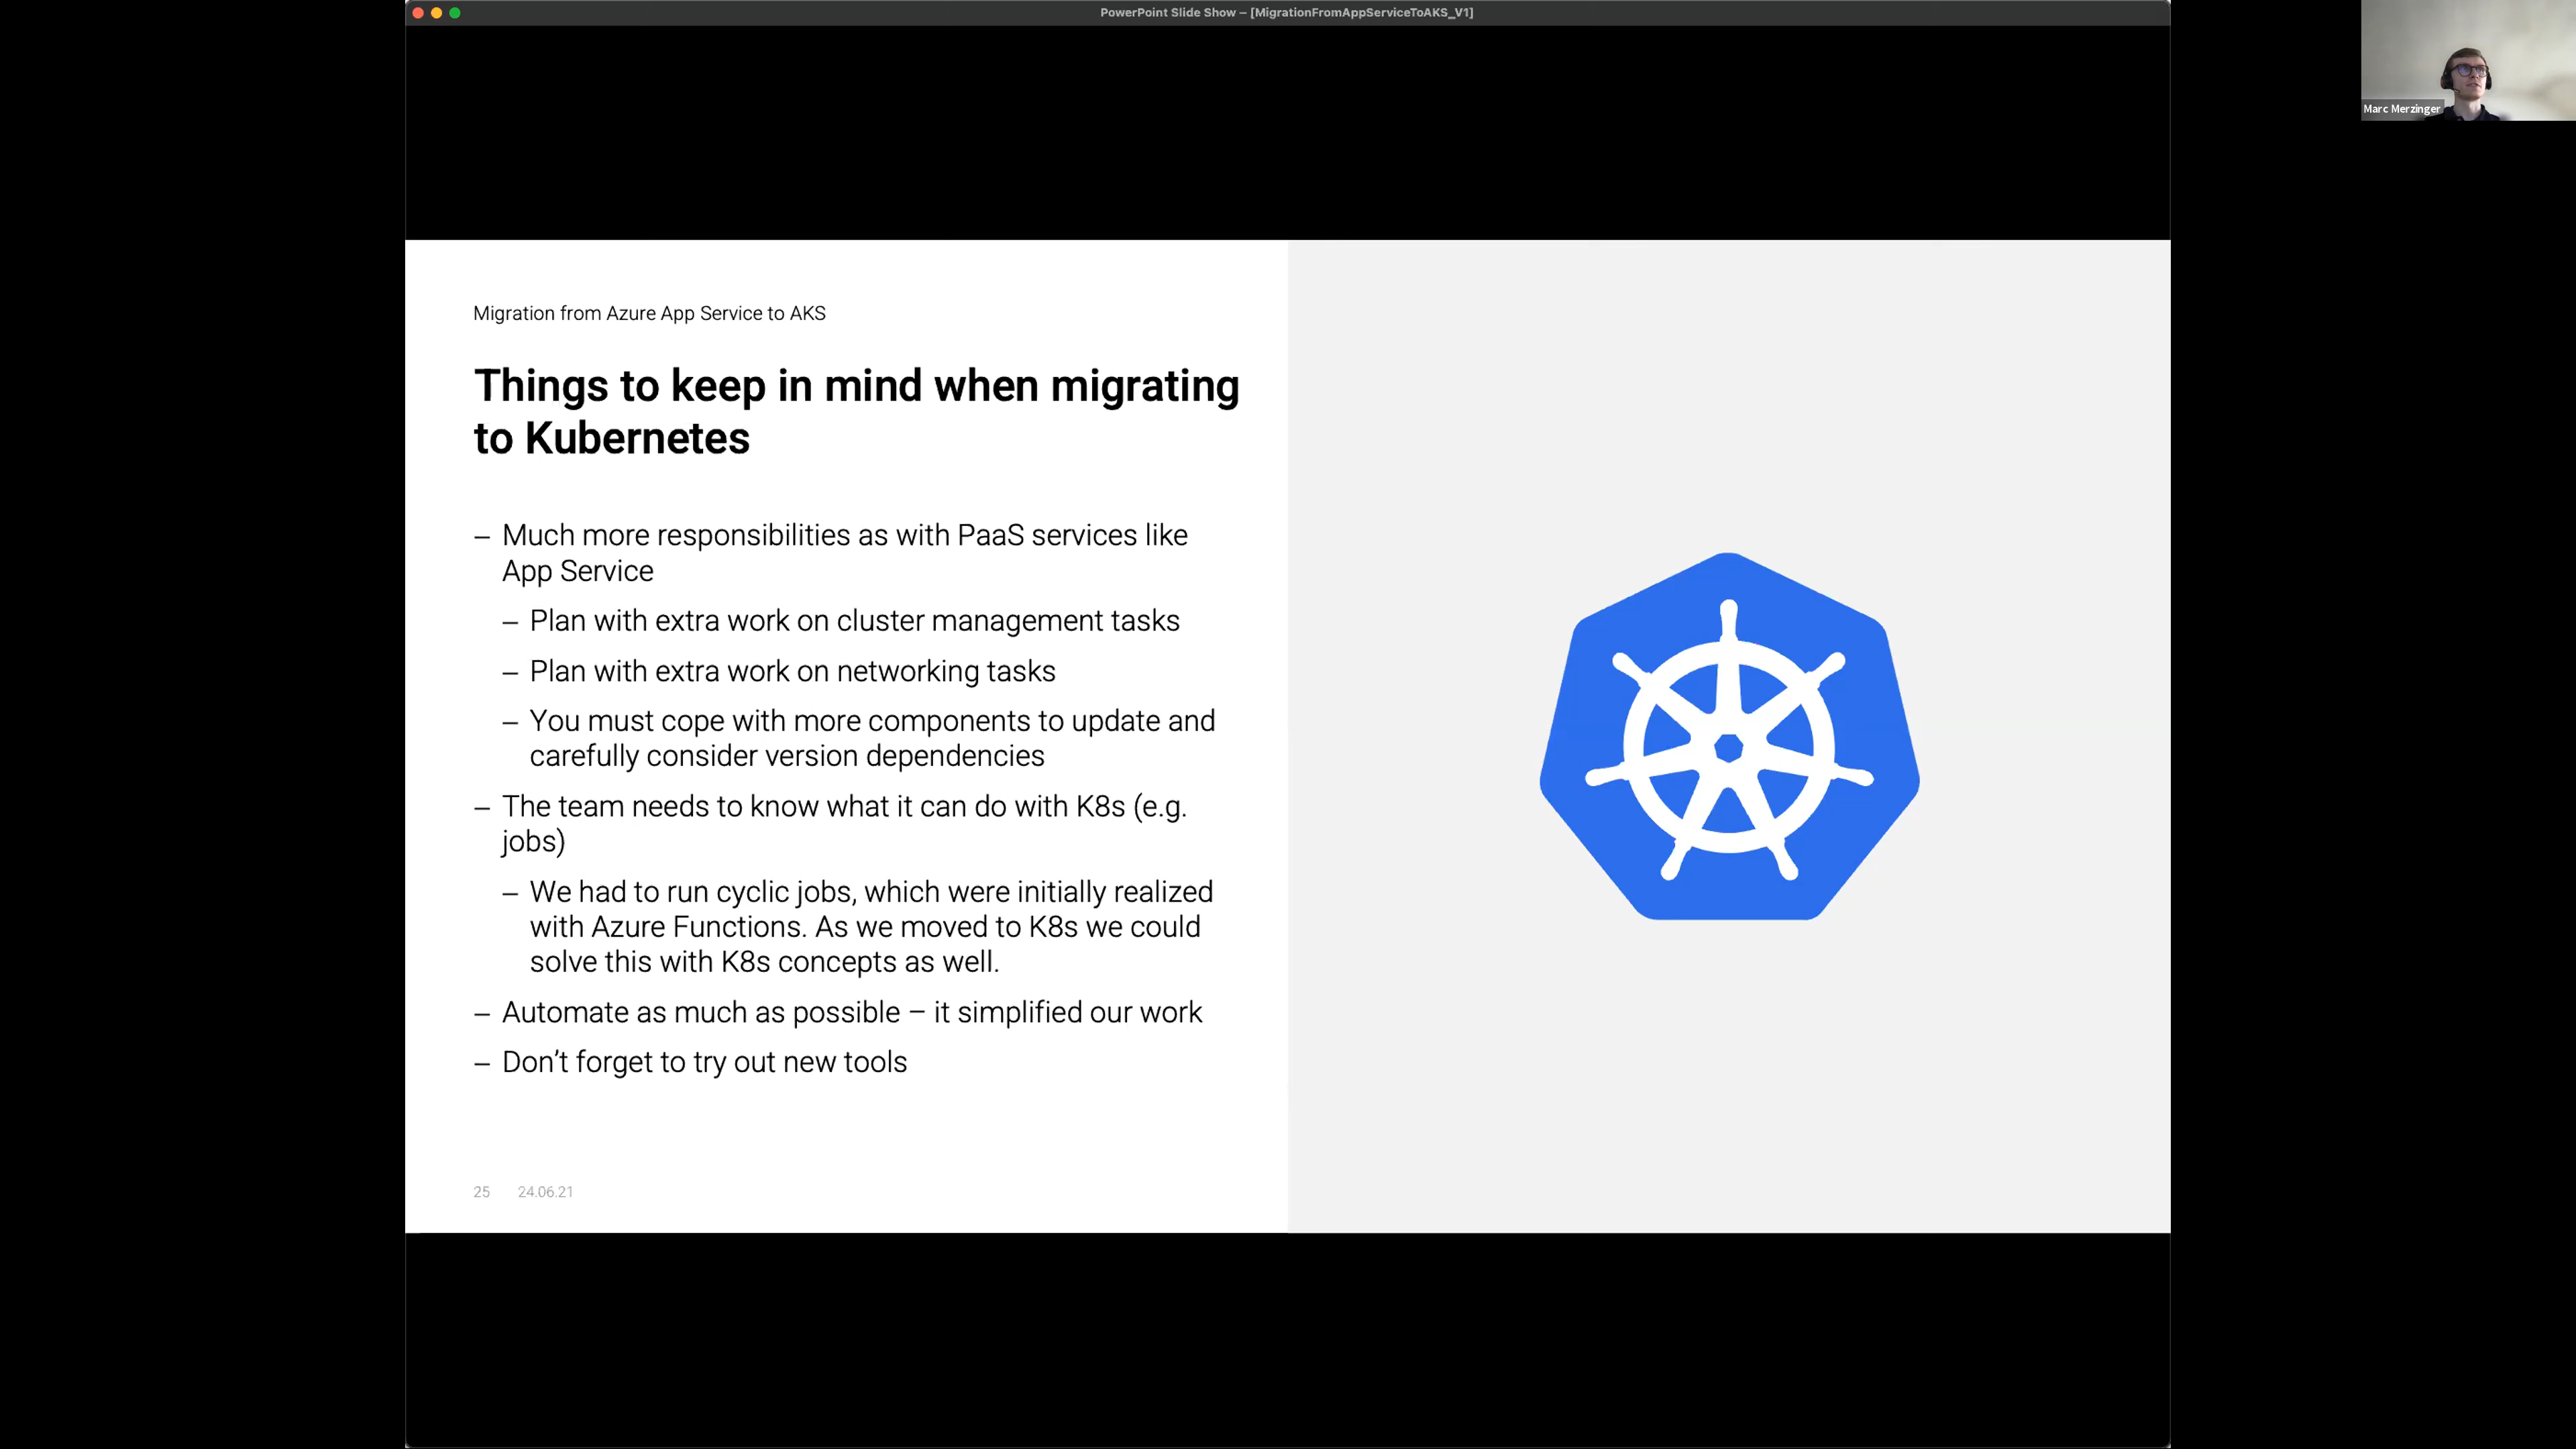 PowerPoint Slide Show – [MigrationFromAppServiceToAKS_V1]
Marc Merzinger
Migration from Azure App Service to AKS
Things to keep in mind when migrating
to Kubernetes
– Much more responsibilities as with PaaS services like
App Service
– Plan with extra work on cluster management tasks
– Plan with extra work on networking tasks
– You must cope with more components to update and
carefully consider version dependencies
– The team needs to know what it can do with K8s (e.g.
jobs)
– We had to run cyclic jobs, which were initially realized
with Azure Functions. As we moved to K8s we could
solve this with K8s concepts as well.
– Automate as much as possible – it simplified our work
– Don’t forget to try out new tools
25 24.06.21